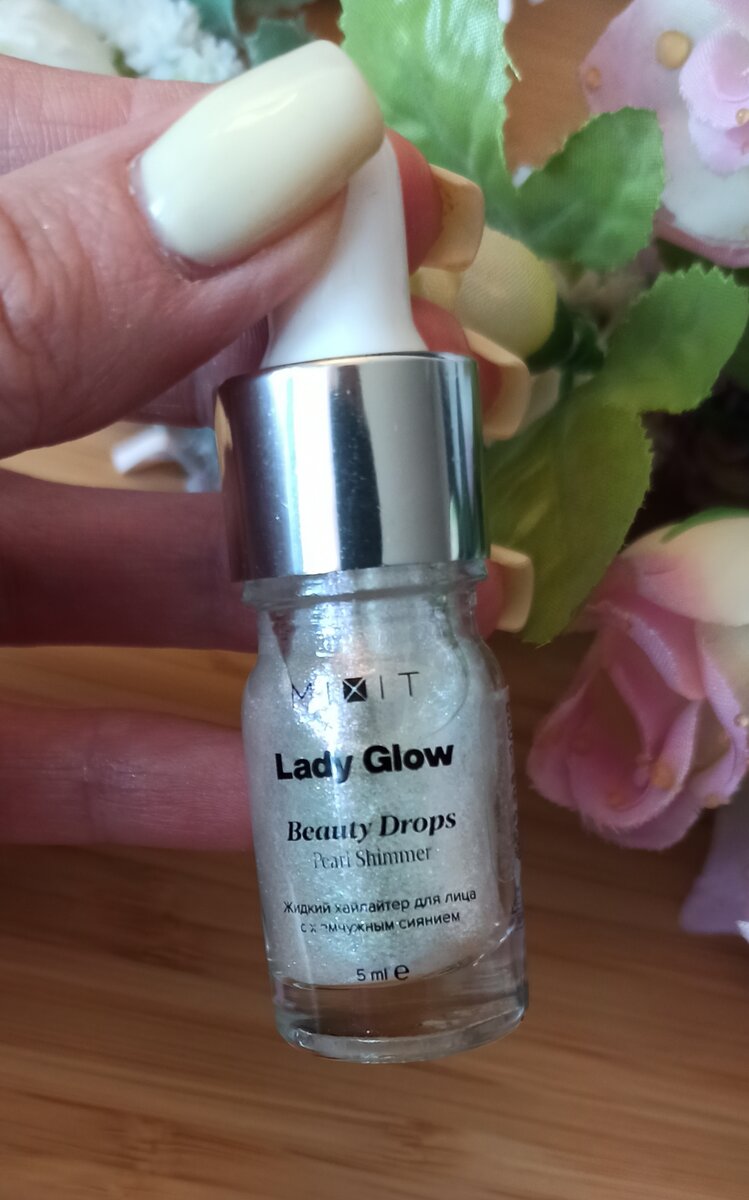 MIXIT
Lady Glow
Beauty Drops
Pearl Shimmer
Жидкий хайлайтер для лица
с жемчужным сиянием
5 ml ℮